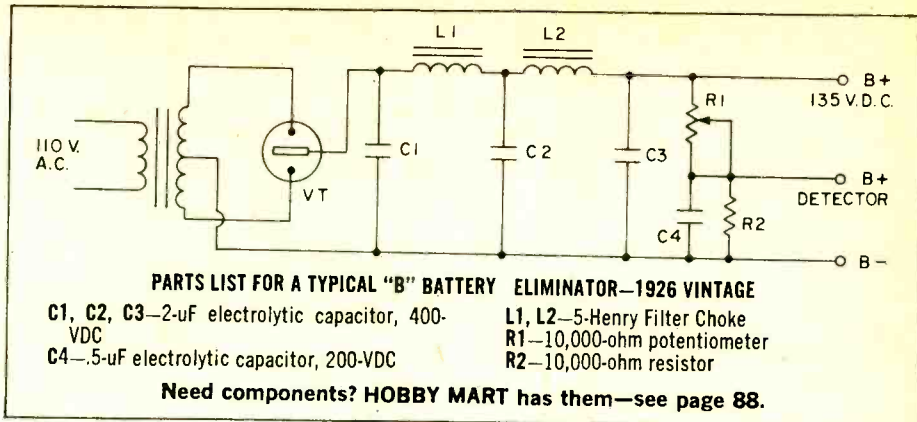 L1
L2
B+
135 V.D.C.
R1
110 V.
A.C.
C1
C2
C3
VT
B+
DETECTOR
C4
R2
B-
PARTS LIST FOR A TYPICAL "B" BATTERY ELIMINATOR—1926 VINTAGE
C1, C2, C3—2-uF electrolytic capacitor, 400-
VDC
C4—.5-uF electrolytic capacitor, 200-VDC
L1, L2—5-Henry Filter Choke
R1—10,000-ohm potentiometer
R2—10,000-ohm resistor
Need components? HOBBY MART has them—see page 88.